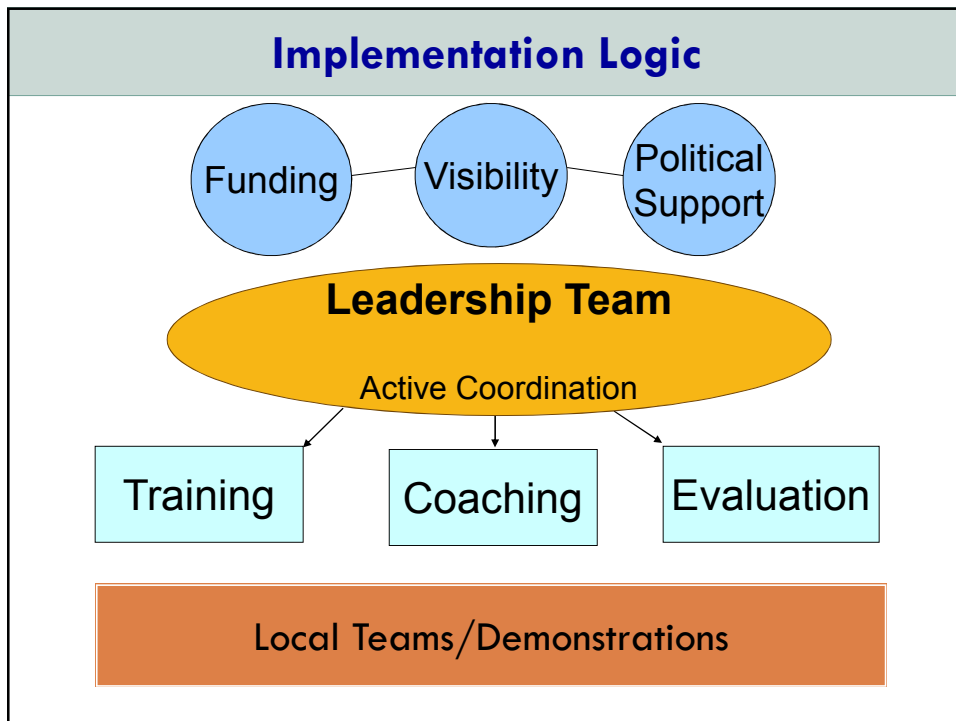 Implementation Logic
Funding
Visibility
Political
Support
Leadership Team
Active Coordination
Training
Coaching
Evaluation
Local Teams/Demonstrations